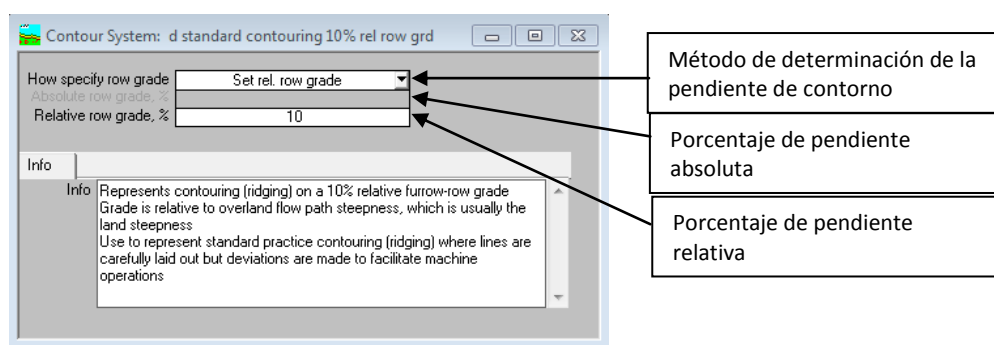 Contour System: d standard contouring 10% rel row grd
How specify row grade Set rel. row grade
Absolute row grade, %
Relative row grade, % 10
Info
Info Represents contouring (ridging) on a 10% relative furrow-row grade
Grade is relative to overland flow path steepness, which is usually the
land steepness
Use to represent standard practice contouring (ridging) where lines are
carefully laid out but deviations are made to facilitate machine
operations
Método de determinación de la
pendiente de contorno
Porcentaje de pendiente
absoluta
Porcentaje de pendiente
relativa